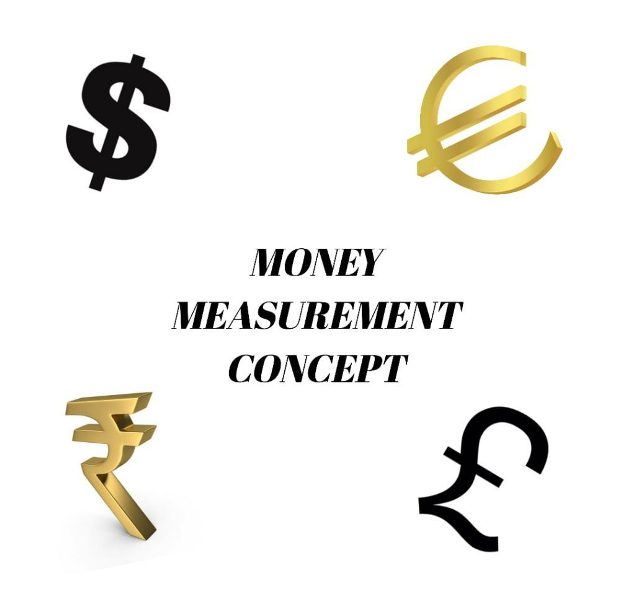 $ €
MONEY
MEASUREMENT
CONCEPT
₹ £